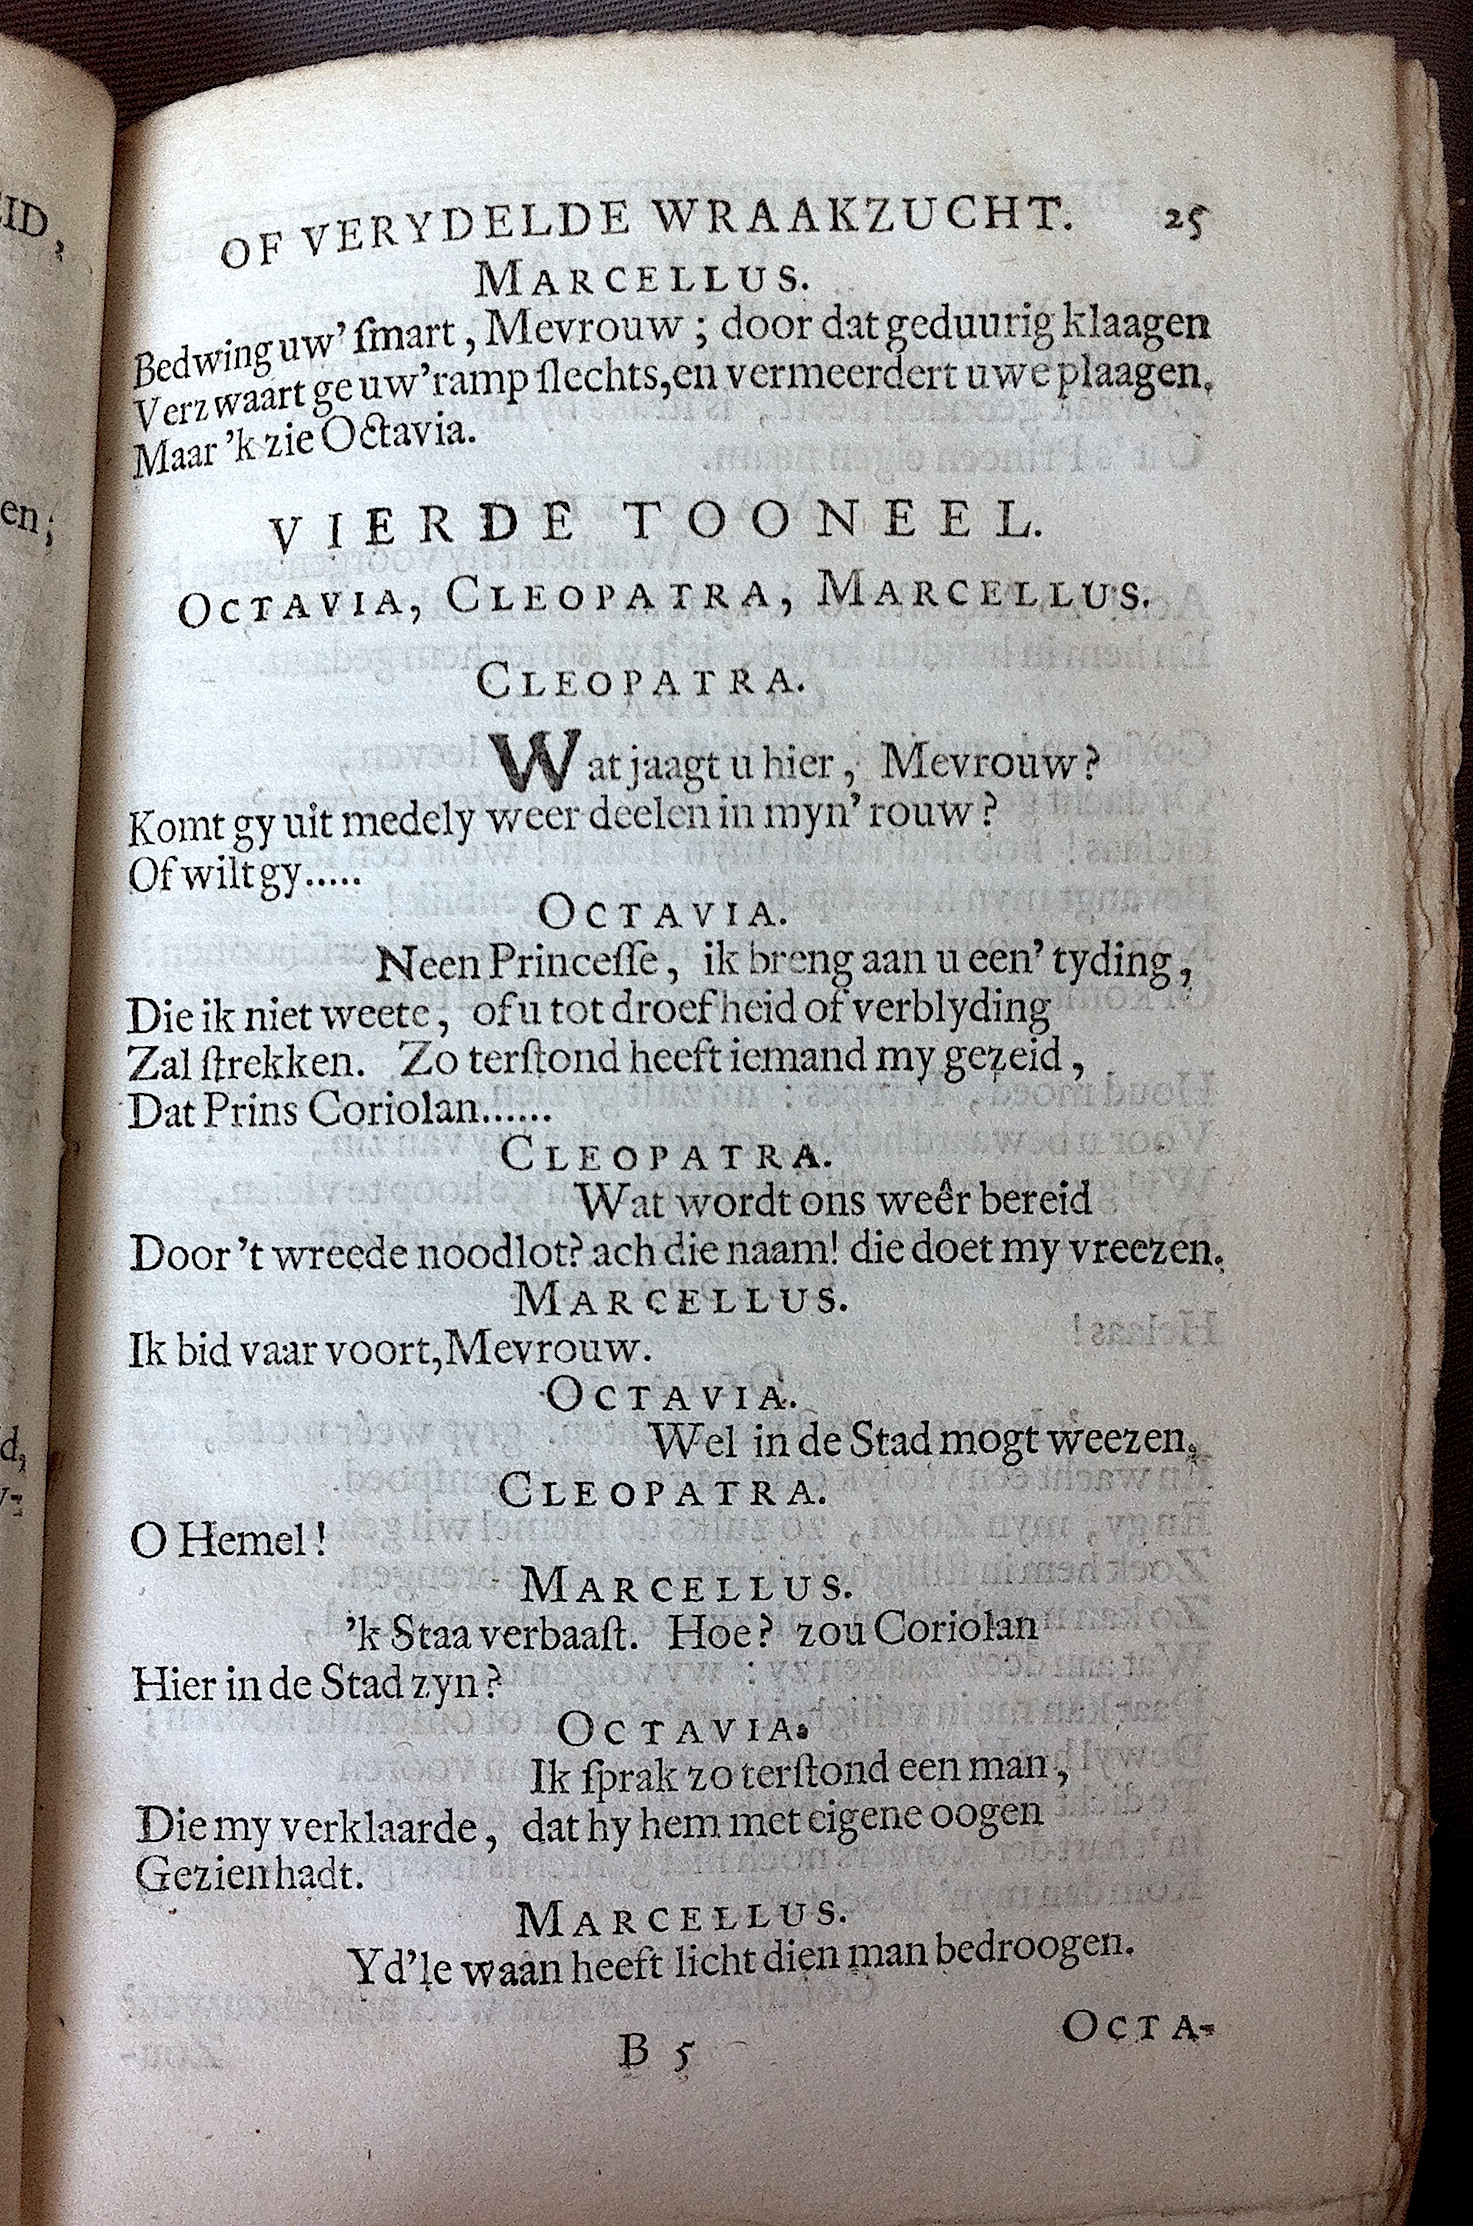 OF VERYDELDE WRAAKZUCHT. 25
MARCELLUS.
Bedwing uw' ſmart, Mevrouw; door dat geduurig klaagen
Verzwaart ge uw' ramp ſlechts, en vermeerdert uwe plaagen.
Maar 'k zie Octavia.
VIERDE TOONEEL.
OCTAVIA, CLEOPATRA, MARCELLUS.
CLEOPATRA.
Wat jaagt u hier, Mevrouw?
Komt gy uit medely weer deelen in myn' rouw?
Of wilt gy.....
OCTAVIA.
Neen Princeſſe, ik breng aan u een' tyding,
Die ik niet weete, of u tot droefheid of verblyding
Zal ſtrekken. Zo terſtond heeft iemand my gezeid,
Dat Prins Coriolan......
CLEOPATRA.
Wat wordt ons weêr bereid
Door 't wreede noodlot? ach die naam! die doet my vreezen.
MARCELLUS.
Ik bid vaar voort, Mevrouw.
OCTAVIA.
Wel in de Stad mogt weezen.
CLEOPATRA.
O Hemel!
MARCELLUS.
'k Staa verbaaſt. Hoe? zou Coriolan
Hier in de Stad zyn?
OCTAVIA.
Ik ſprak zo terſtond een man,
Die my verklaarde, dat hy hem met eigene oogen
Gezien hadt.
MARCELLUS.
Yd'le waan heeft licht dien man bedroogen.
B 5 OCTA-
EID,
en;
d,